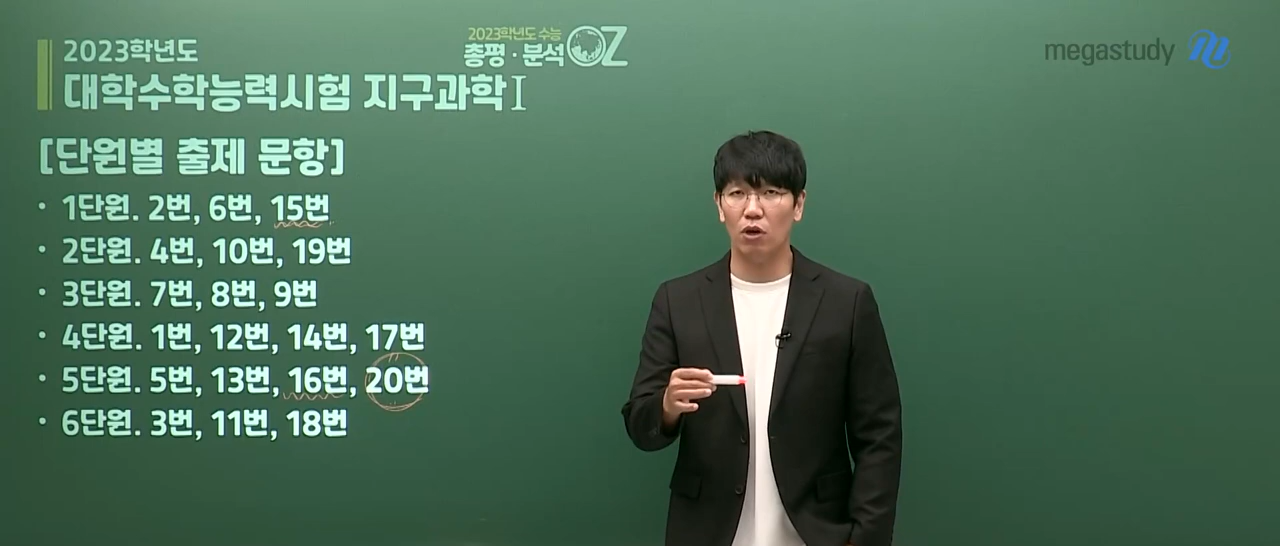 2023학년도
대학수학능력시험 지구과학I
2023학년도 수능
총평·분석 OZ
megastudy
[단원별 출제 문항]
• 1단원. 2번, 6번, 15번
• 2단원. 4번, 10번, 19번
• 3단원. 7번, 8번, 9번
• 4단원. 1번, 12번, 14번, 17번
• 5단원. 5번, 13번, 16번, 20번
• 6단원. 3번, 11번, 18번